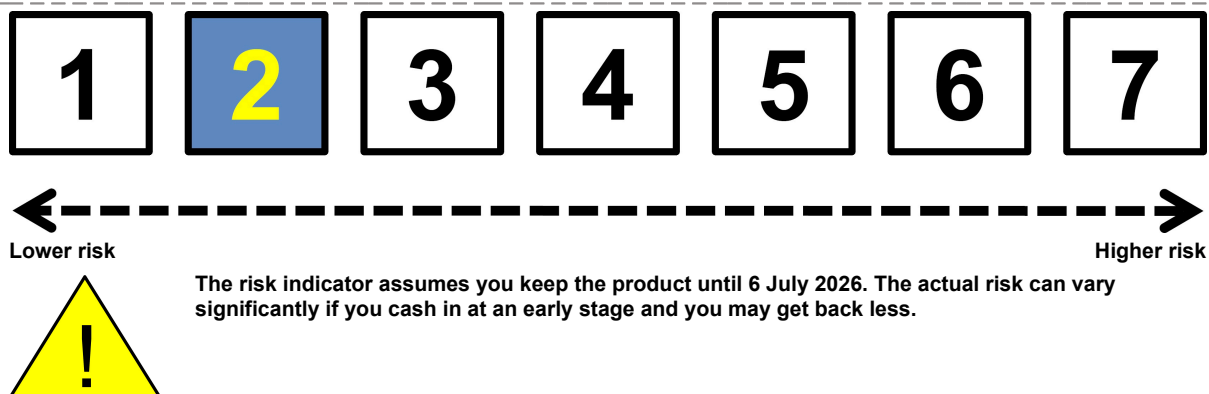 1 2 3 4 5 6 7
Lower risk Higher risk
The risk indicator assumes you keep the product until 6 July 2026. The actual risk can vary
significantly if you cash in at an early stage and you may get back less.
!